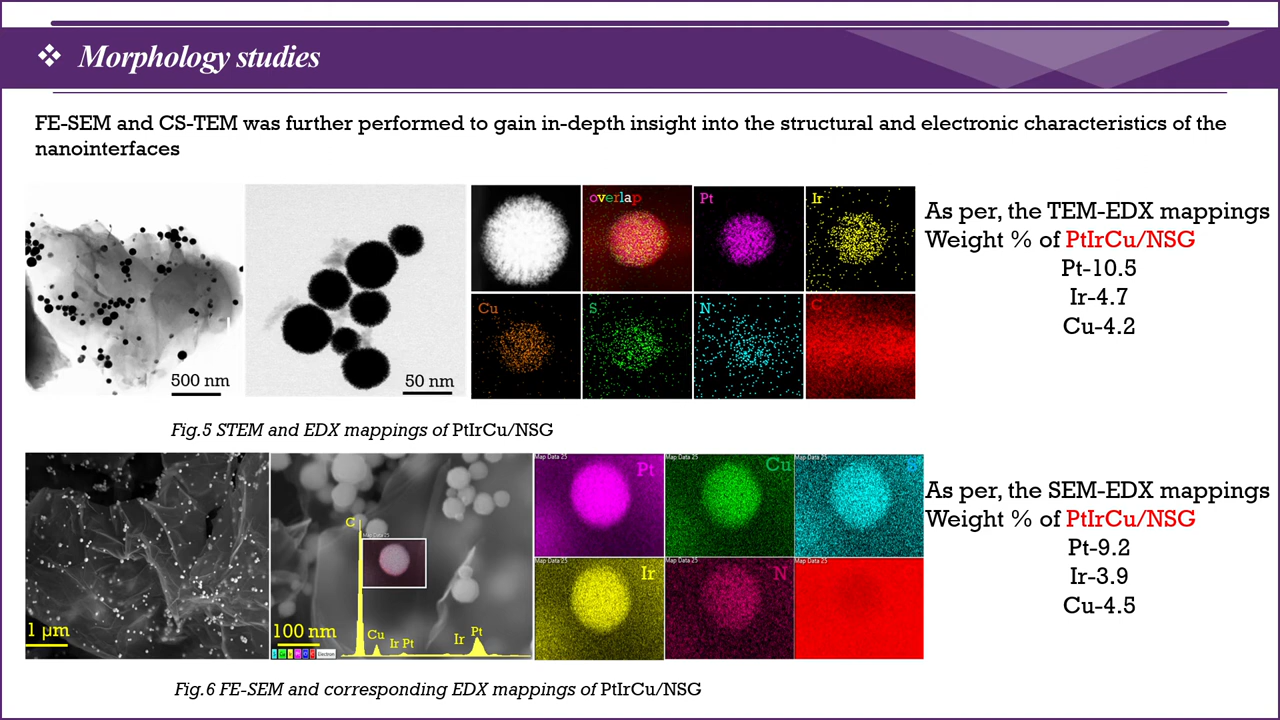 ❖ Morphology studies
FE-SEM and CS-TEM was further performed to gain in-depth insight into the structural and electronic characteristics of the
nanointerfaces
500 nm
50 nm
overlap
Pt
Ir
Cu
S
N
C
As per, the TEM-EDX mappings
Weight % of PtIrCu/NSG
Pt-10.5
Ir-4.7
Cu-4.2
Fig.5 STEM and EDX mappings of PtIrCu/NSG
1 µm
C
Map Data 25
Cu
Ir Pt
Ir
Pt
100 nm
Electron
Map Data 25
Pt
Map Data 25
Cu
Map Data 25
S
Map Data 25
Ir
Map Data 25
N
Map Data 25
As per, the SEM-EDX mappings
Weight % of PtIrCu/NSG
Pt-9.2
Ir-3.9
Cu-4.5
Fig.6 FE-SEM and corresponding EDX mappings of PtIrCu/NSG